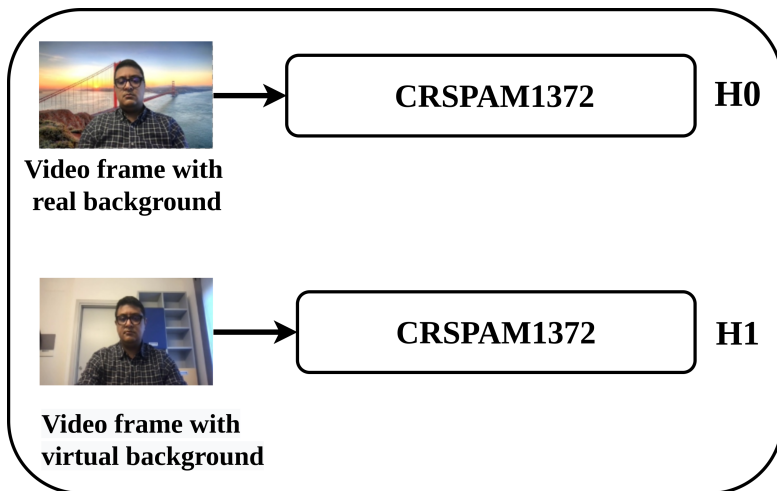 CRSPAM1372
H0
Video frame with
real background
CRSPAM1372
H1
Video frame with
virtual background